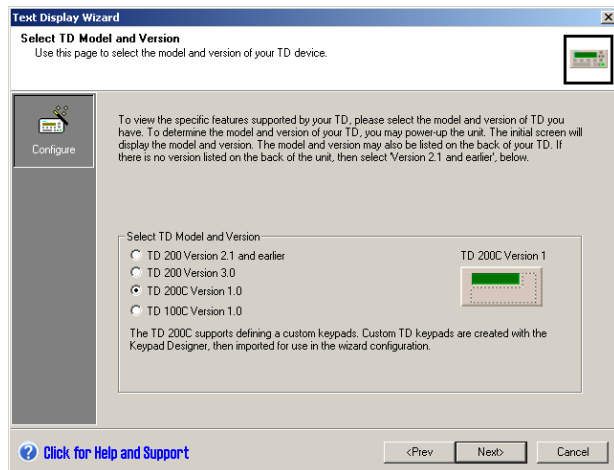 Text Display Wizard
Select TD Model and Version
Use this page to select the model and version of your TD device.
Configure
To view the specific features supported by your TD, please select the model and version of TD you
have. To determine the model and version of your TD, you may power-up the unit. The initial screen will
display the model and version. The model and version may also be listed on the back of your TD. If
there is no version listed on the back of the unit, then select 'Version 2.1 and earlier', below.
Select TD Model and Version
TD 200 Version 2.1 and earlier
TD 200C Version 1
TD 200 Version 3.0
TD 200C Version 1.0
TD 100C Version 1.0
The TD 200C supports defining a custom keypads. Custom TD keypads are created with the
Keypad Designer, then imported for use in the wizard configuration.
Click for Help and Support
<Prev
Next>
Cancel